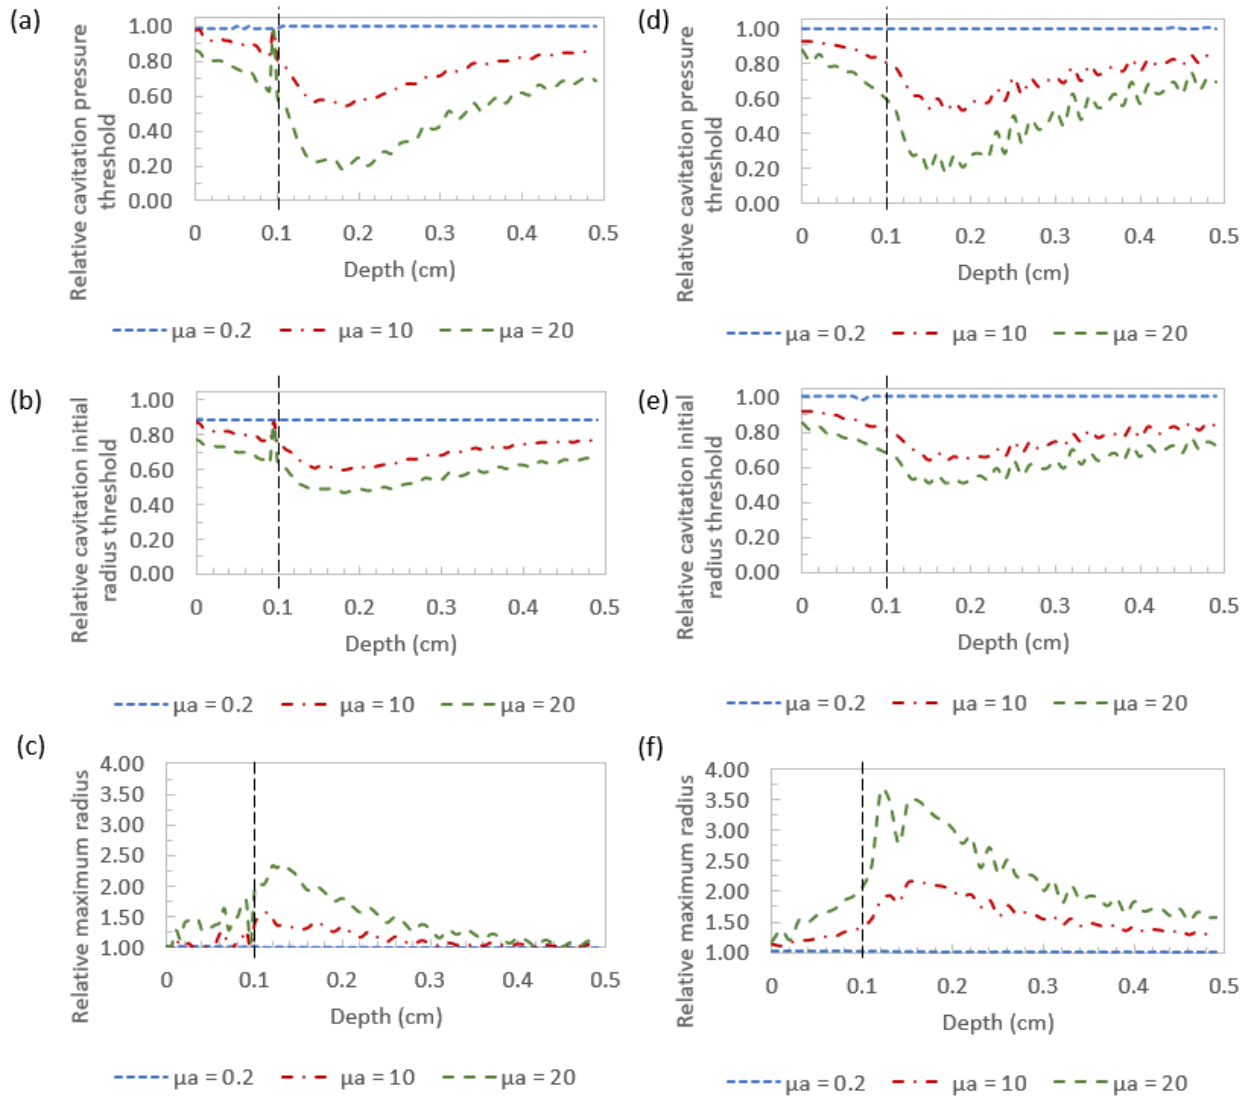 (a)
Relative cavitation pressure
threshold
1.00
0.80
0.60
0.40
0.20
0.00
0 0.1 0.2 0.3 0.4 0.5
Depth (cm)
μa = 0.2 μa = 10 μa = 20
(d)
Relative cavitation pressure
threshold
1.00
0.80
0.60
0.40
0.20
0.00
0 0.1 0.2 0.3 0.4 0.5
Depth (cm)
μa = 0.2 μa = 10 μa = 20
(b)
Relative cavitation initial
radius threshold
1.00
0.80
0.60
0.40
0.20
0.00
0 0.1 0.2 0.3 0.4 0.5
Depth (cm)
μa = 0.2 μa = 10 μa = 20
(e)
Relative cavitation initial
radius threshold
1.00
0.80
0.60
0.40
0.20
0.00
0 0.1 0.2 0.3 0.4 0.5
Depth (cm)
μa = 0.2 μa = 10 μa = 20
(c)
Relative maximum radius
4.00
3.50
3.00
2.50
2.00
1.50
1.00
0 0.1 0.2 0.3 0.4 0.5
Depth (cm)
μa = 0.2 μa = 10 μa = 20
(f)
Relative maximum radius
4.00
3.50
3.00
2.50
2.00
1.50
1.00
0 0.1 0.2 0.3 0.4 0.5
Depth (cm)
μa = 0.2 μa = 10 μa = 20